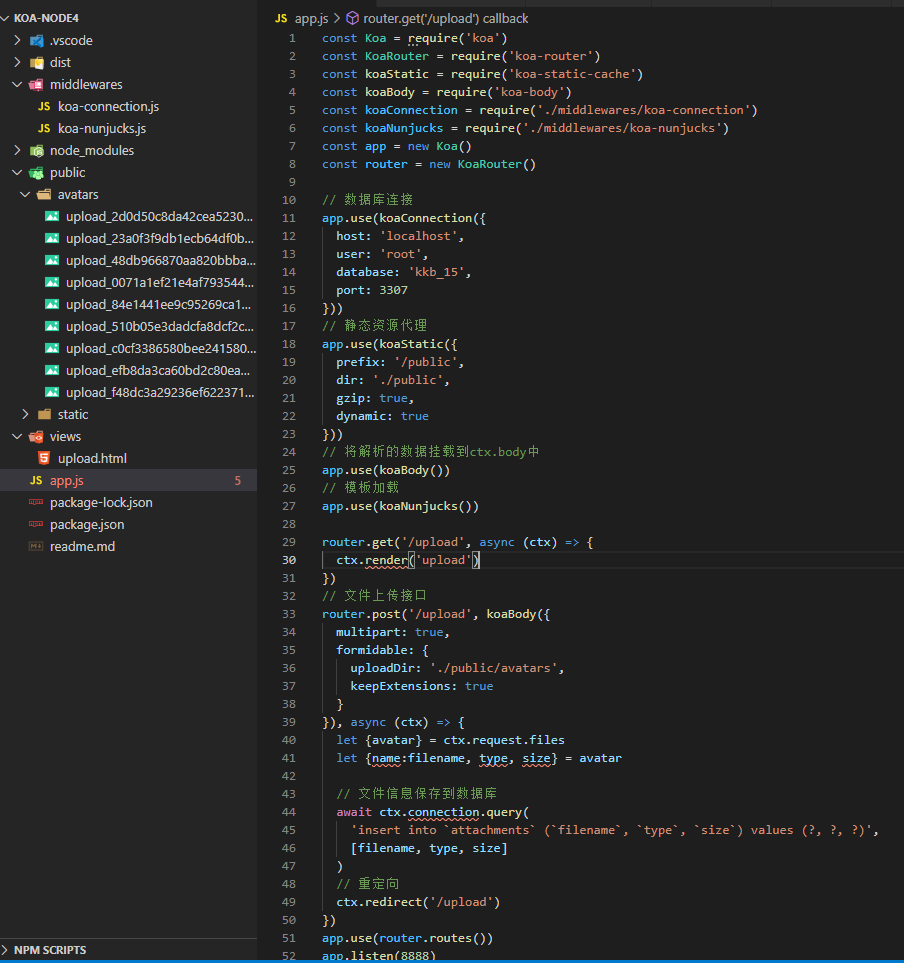 KOA-NODE4
.vscode
dist
middlewares
JS koa-connection.js
JS koa-nunjucks.js
node_modules
public
avatars
upload_2d0d50c8da42cea5230...
upload_23a0f3f9db1ecb64df0b...
upload_48db966870aa820bbba...
upload_0071a1ef21e4af793544...
upload_84e1441ee9c95269ca1...
upload_510b05e3dadcfa8dcf2c...
upload_c0cf3386580bee241580...
upload_efb8da3ca60bd2c80ea...
upload_f48dc3a29236ef622371...
static
views
upload.html
JS app.js 5
package-lock.json
package.json
readme.md
NPM SCRIPTS
JS app.js > router.get('/upload') callback
1 const Koa = require('koa')
2 const KoaRouter = require('koa-router')
3 const koaStatic = require('koa-static-cache')
4 const koaBody = require('koa-body')
5 const koaConnection = require('./middlewares/koa-connection')
6 const koaNunjucks = require('./middlewares/koa-nunjucks')
7 const app = new Koa()
8 const router = new KoaRouter()
9
10 // 数据库连接
11 app.use(koaConnection({
12 host: 'localhost',
13 user: 'root',
14 database: 'kkb_15',
15 port: 3307
16 }))
17 // 静态资源代理
18 app.use(koaStatic({
19 prefix: '/public',
20 dir: './public',
21 gzip: true,
22 dynamic: true
23 }))
24 // 将解析的数据挂载到ctx.body中
25 app.use(koaBody())
26 // 模板加载
27 app.use(koaNunjucks())
28
29 router.get('/upload', async (ctx) => {
30 ctx.render('upload')
31 })
32 // 文件上传接口
33 router.post('/upload', koaBody({
34 multipart: true,
35 formidable: {
36 uploadDir: './public/avatars',
37 keepExtensions: true
38 }
39 }), async (ctx) => {
40 let {avatar} = ctx.request.files
41 let {name:filename, type, size} = avatar
42
43 // 文件信息保存到数据库
44 await ctx.connection.query(
45 'insert into `attachments` (`filename`, `type`, `size`) values (?, ?, ?)',
46 [filename, type, size]
47 )
48 // 重定向
49 ctx.redirect('/upload')
50 })
51 app.use(router.routes())
52 app.listen(8888)